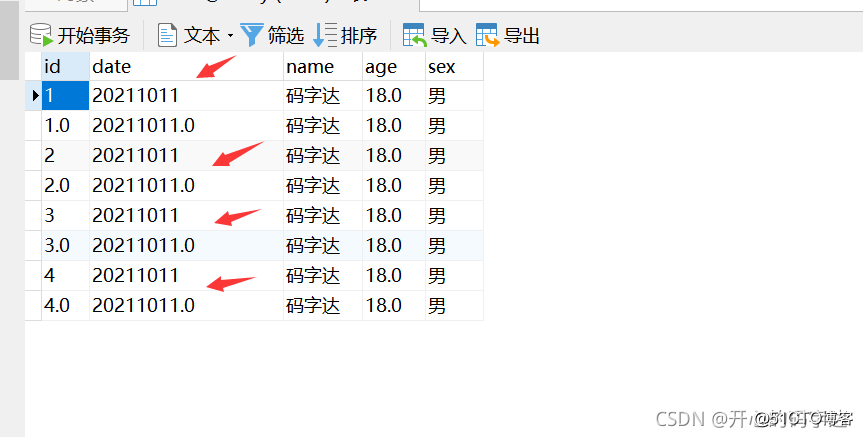 开始事务 文本 筛选 排序 导入 导出
id date name age sex
1 20211011 码字达 18.0 男
1.0 20211011.0 码字达 18.0 男
2 20211011 码字达 18.0 男
2.0 20211011.0 码字达 18.0 男
3 20211011 码字达 18.0 男
3.0 20211011.0 码字达 18.0 男
4 20211011 码字达 18.0 男
4.0 20211011.0 码字达 18.0 男
CSDN @开心的 @51CTO博客